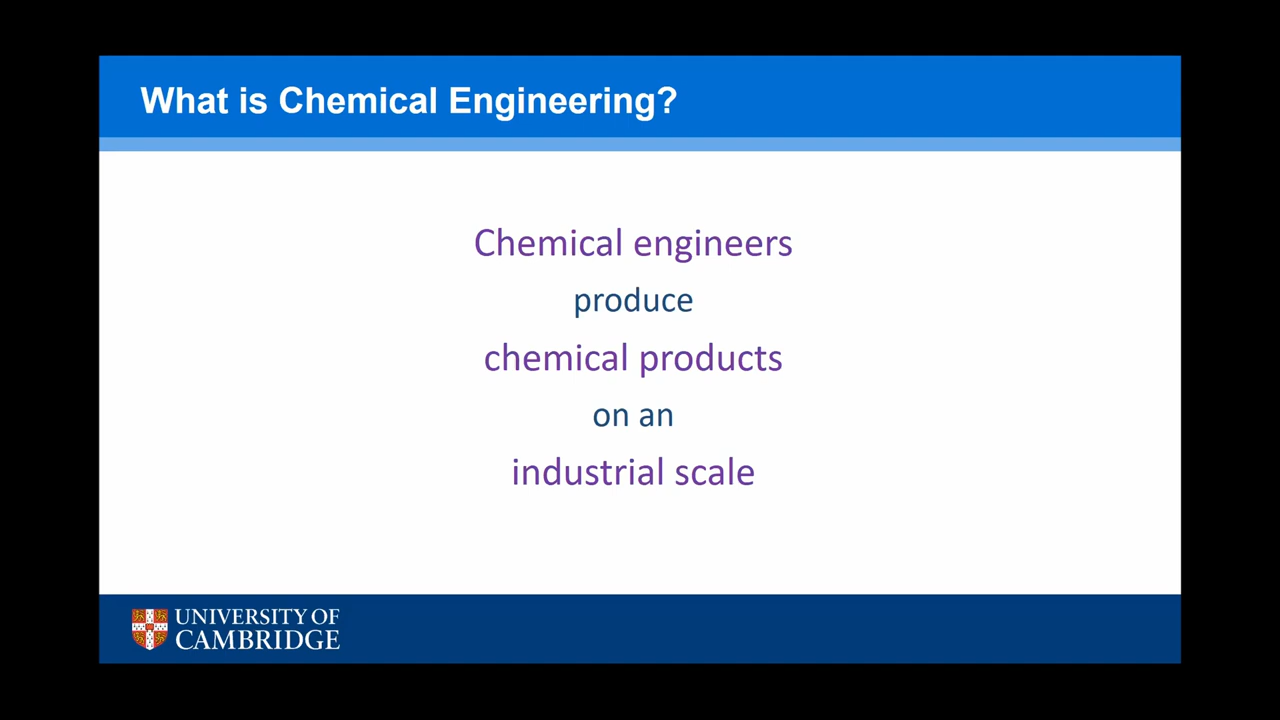 What is Chemical Engineering?
Chemical engineers
produce
chemical products
on an
industrial scale
UNIVERSITY OF
CAMBRIDGE